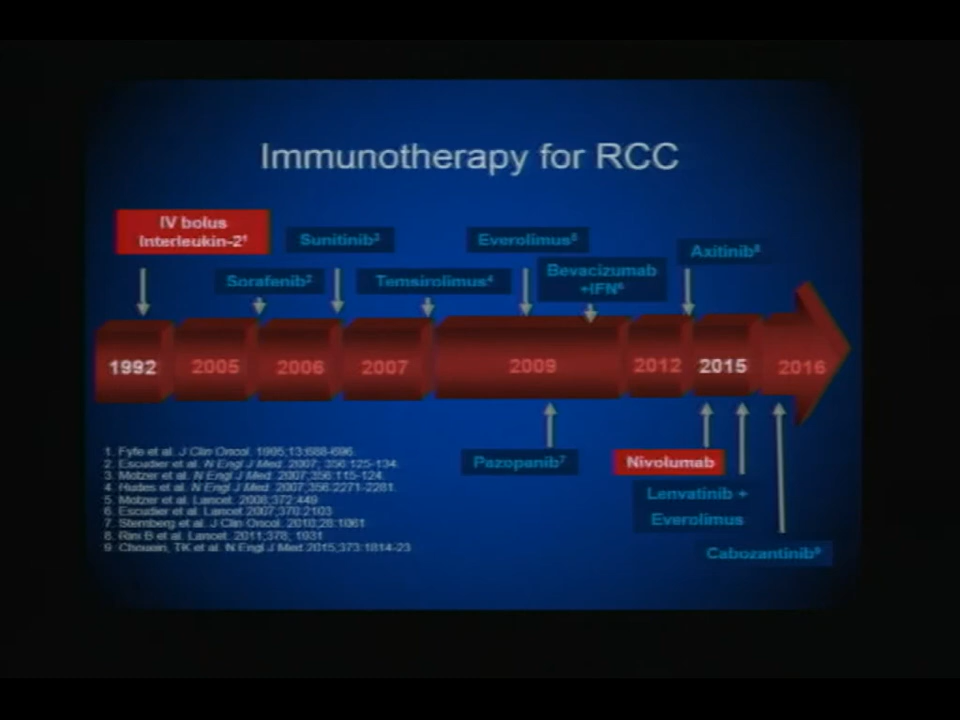 Immunotherapy for RCC
IV bolus
Interleukin-2¹
Sunitinib³
Everolimus⁵
Axitinib⁸
Sorafenib²
Temsirolimus⁴
Bevacizumab
+IFN⁶
1992
2005
2006
2007
2009
2012
2015
2016
Pazopanib⁷
Nivolumab
Lenvatinib +
Everolimus
Cabozantinib⁹
1. Fyfe et al. J Clin Oncol. 1995;13:688-696.
2. Escudier et al. N Engl J Med. 2007; 356:125-134.
3. Motzer et al. N Engl J Med. 2007;356:115-124.
4. Hudes et al. N Engl J Med. 2007;356:2271-2281.
5. Motzer et al. Lancet. 2008;372:449
6. Escudier et al. Lancet 2007;370:2103
7. Sternberg et al. J Clin Oncol. 2010;28:1061
8. Rini B et al. Lancet. 2011;378; 1931
9. Choueiri, TK et al. N Engl J Med 2015;373:1814-23